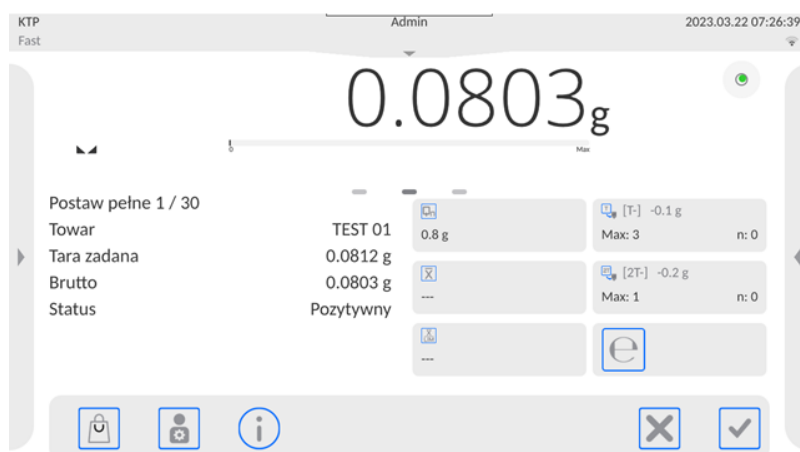 KTP
Admin
2023.03.22 07:26:39
Fast
0.0803g
0
Max
Postaw pełne 1 / 30
Towar TEST 01
Tara zadana 0.0812 g
Brutto 0.0803 g
Status Pozytywny
Qn
0.8 g
[T-] -0.1 g
Max: 3 n: 0
X
---
[2T-] -0.2 g
Max: 1 n: 0
---
e